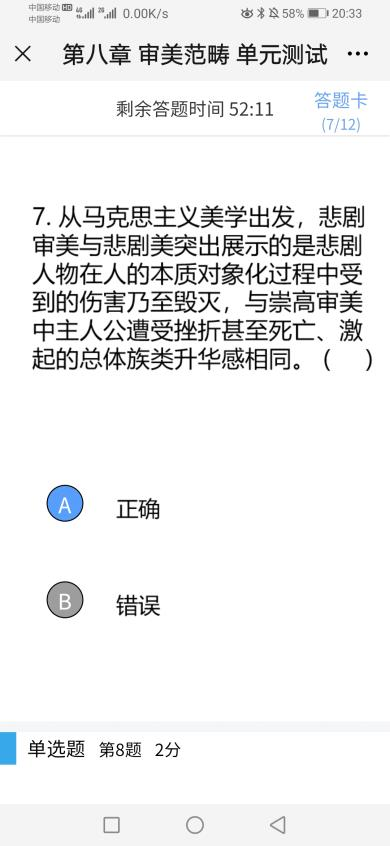 中国移动 HD 4G 2G 0.00K/s 58% 20:33
中国移动
第八章 审美范畴 单元测试
剩余答题时间 52:11
答题卡
(7/12)
7. 从马克思主义美学出发，悲剧
审美与悲剧美突出展示的是悲剧
人物在人的本质对象化过程中受
到的伤害乃至毁灭，与崇高审美
中主人公遭受挫折甚至死亡、激
起的总体族类升华感相同。（ ）
A 正确
B 错误
单选题 第8题 2分